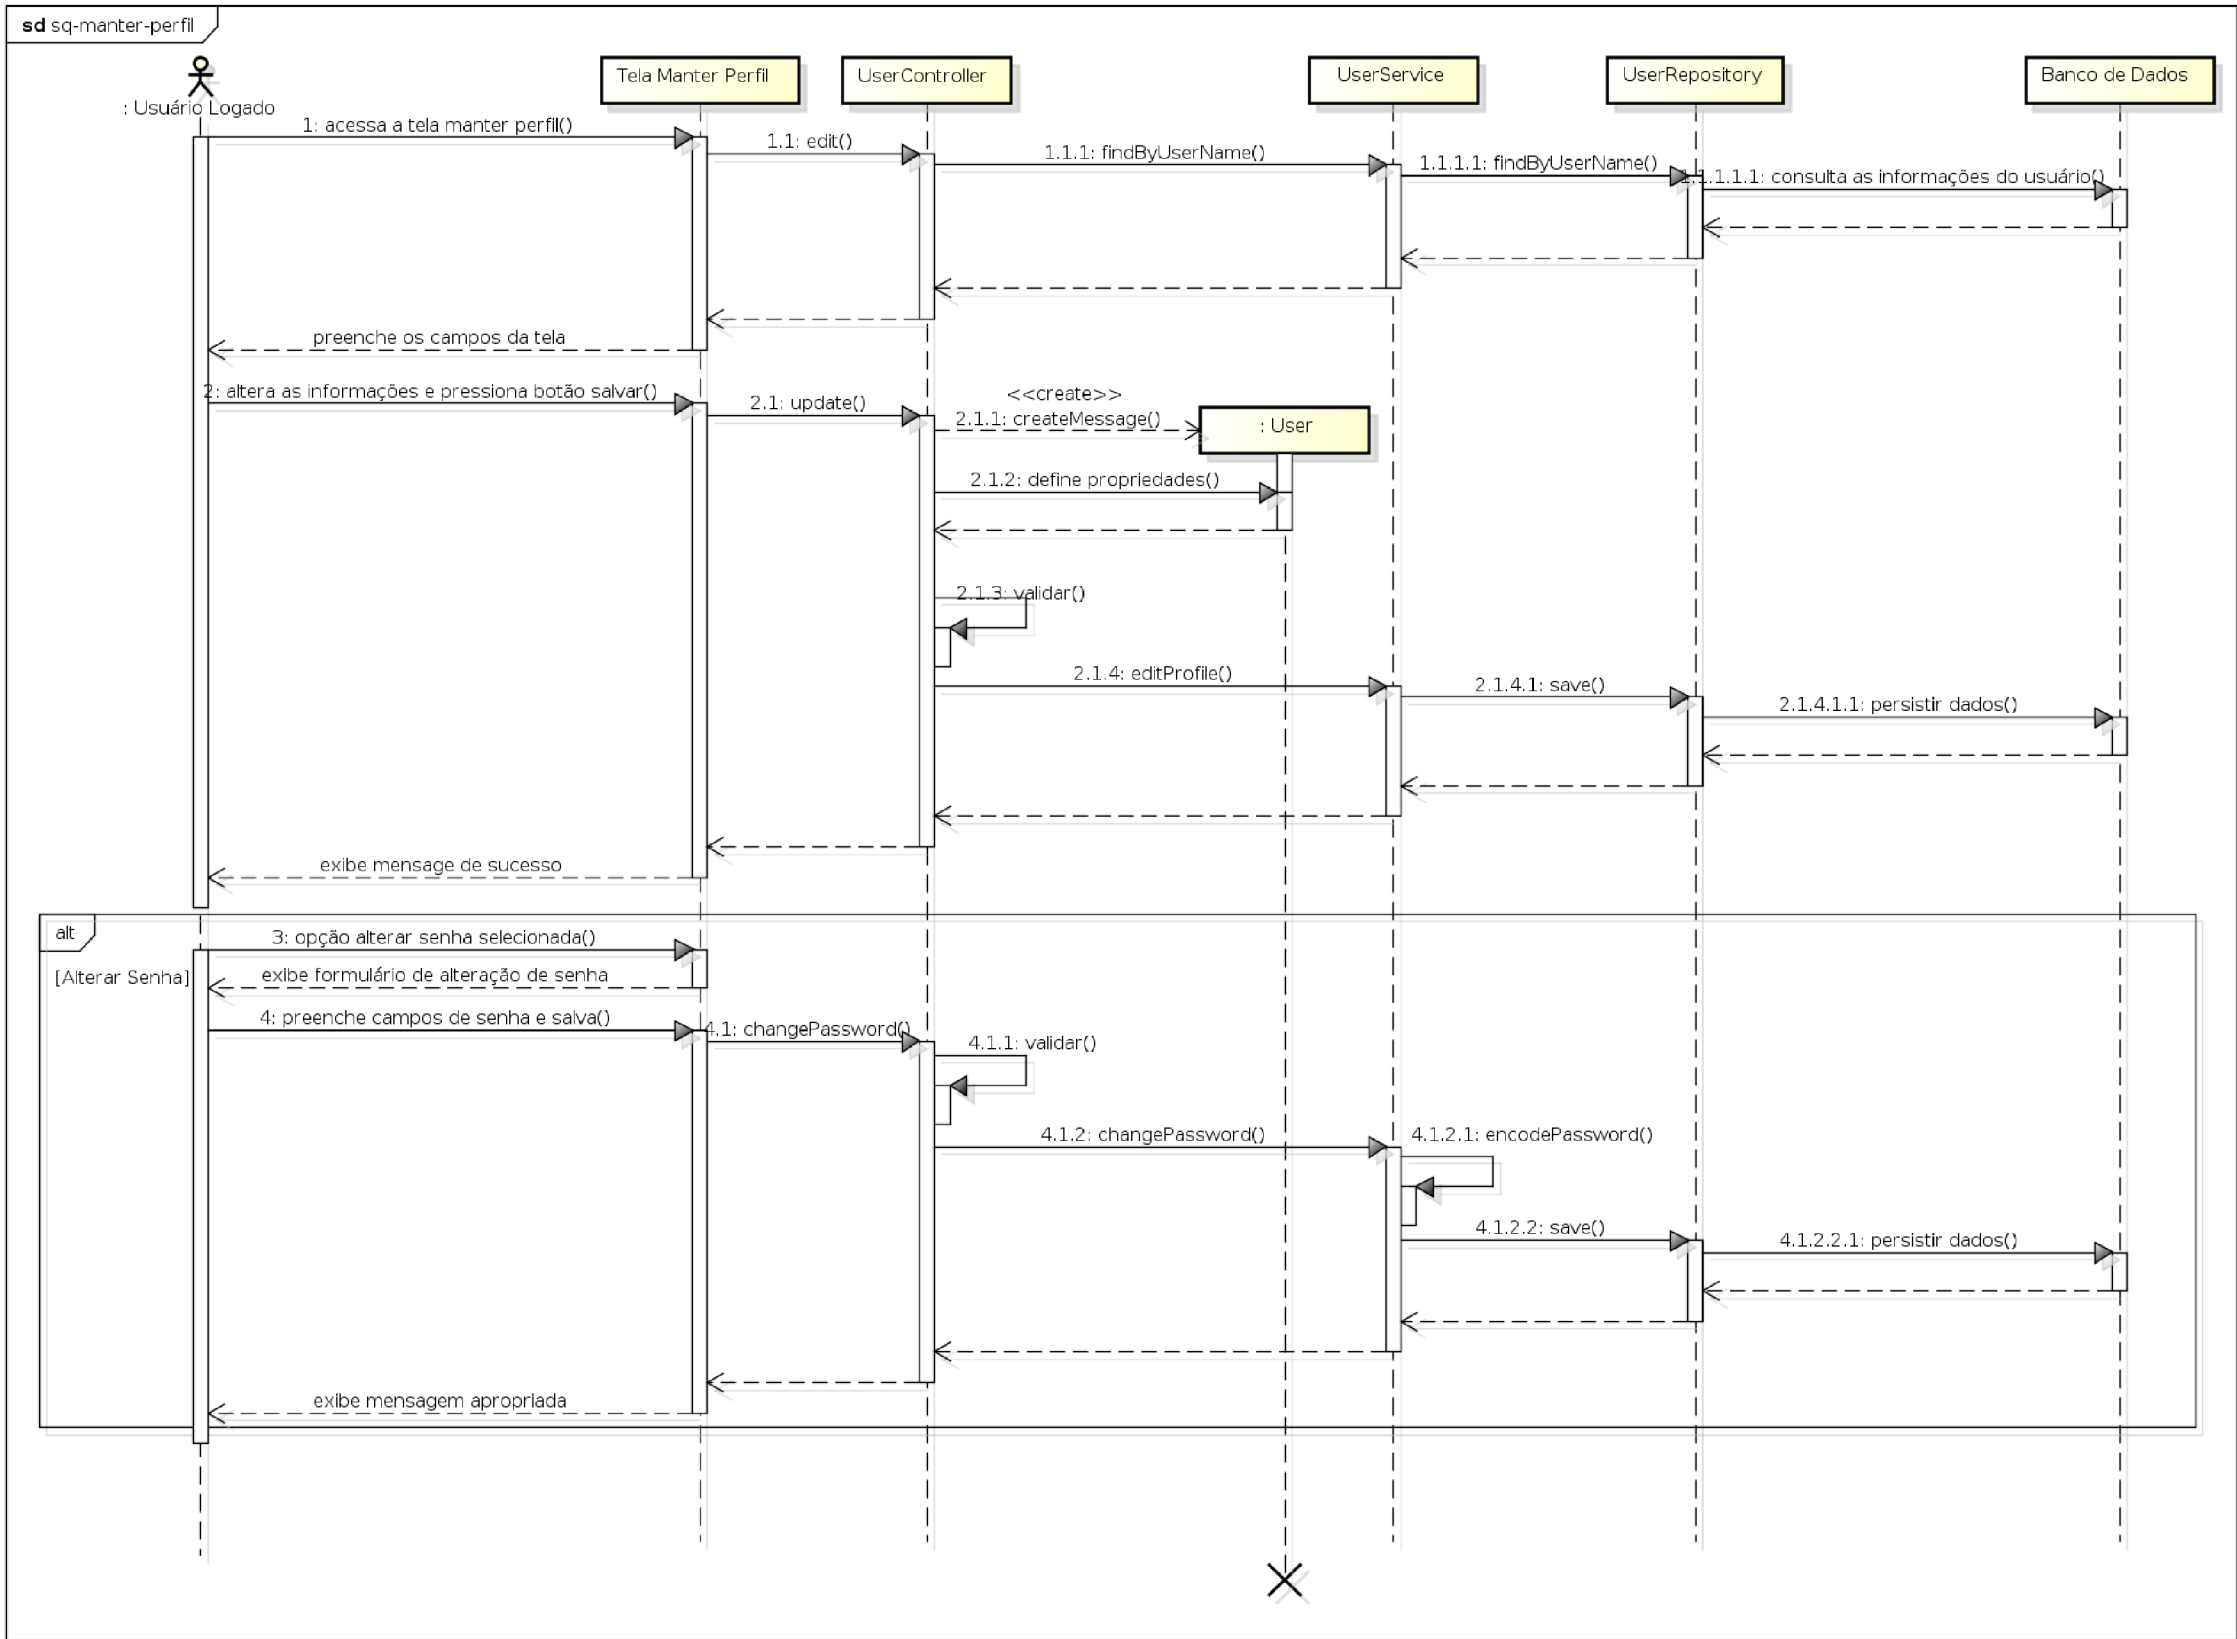 sd sq-manter-perfil
: Usuário Logado
Tela Manter Perfil
UserController
UserService
UserRepository
Banco de Dados
1: acessa a tela manter perfil()
1.1: edit()
1.1.1: findByUserName()
1.1.1.1: findByUserName()
1.1.1.1.1: consulta as informações do usuário()
preenche os campos da tela
2: altera as informações e pressiona botão salvar()
2.1: update()
<<create>>
2.1.1: createMessage()
: User
2.1.2: define propriedades()
2.1.3: validar()
2.1.4: editProfile()
2.1.4.1: save()
2.1.4.1.1: persistir dados()
exibe mensage de sucesso
alt
3: opção alterar senha selecionada()
[Alterar Senha]
exibe formulário de alteração de senha
4: preenche campos de senha e salva()
4.1: changePassword()
4.1.1: validar()
4.1.2: changePassword()
4.1.2.1: encodePassword()
4.1.2.2: save()
4.1.2.2.1: persistir dados()
exibe mensagem apropriada